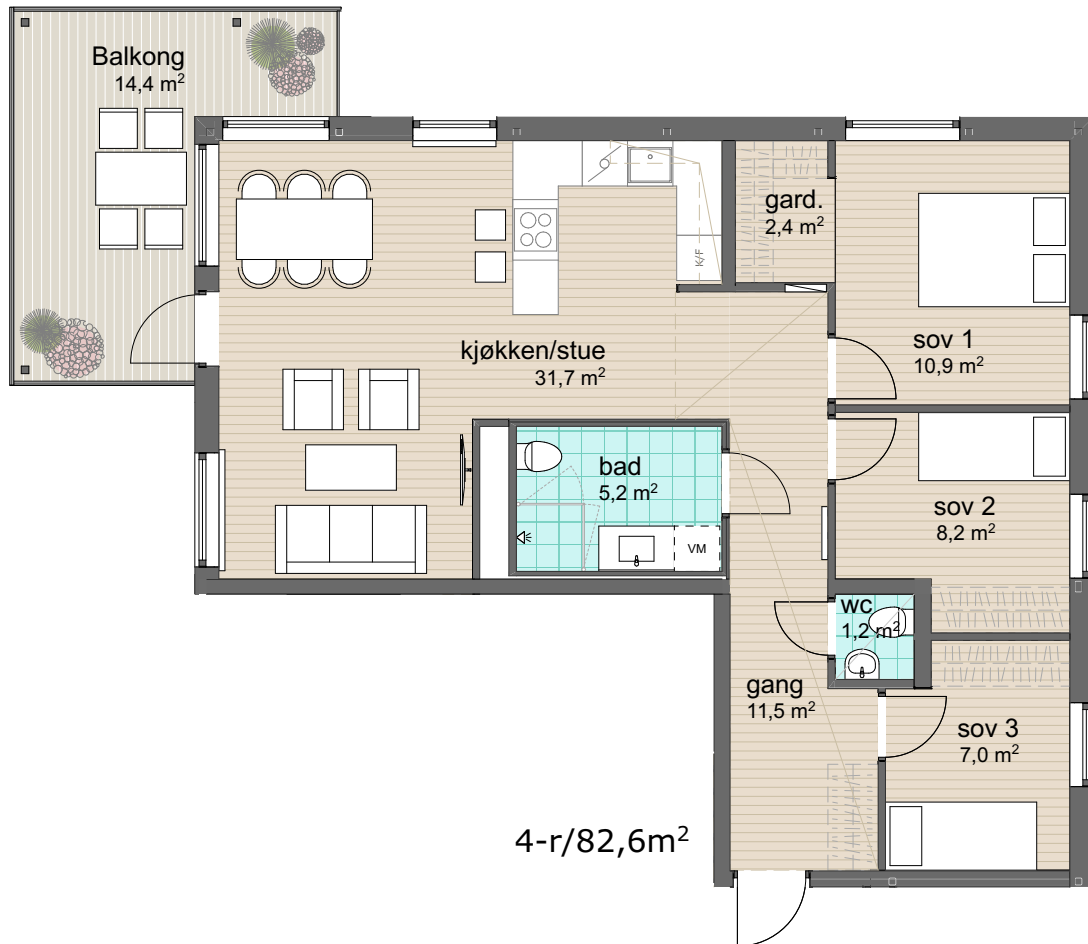 Balkong
14,4 m²
gard.
2,4 m²
K/F
sov 1
10,9 m²
kjøkken/stue
31,7 m²
bad
5,2 m²
VM
sov 2
8,2 m²
wc
1,2 m²
gang
11,5 m²
sov 3
7,0 m²
4-r/82,6m²